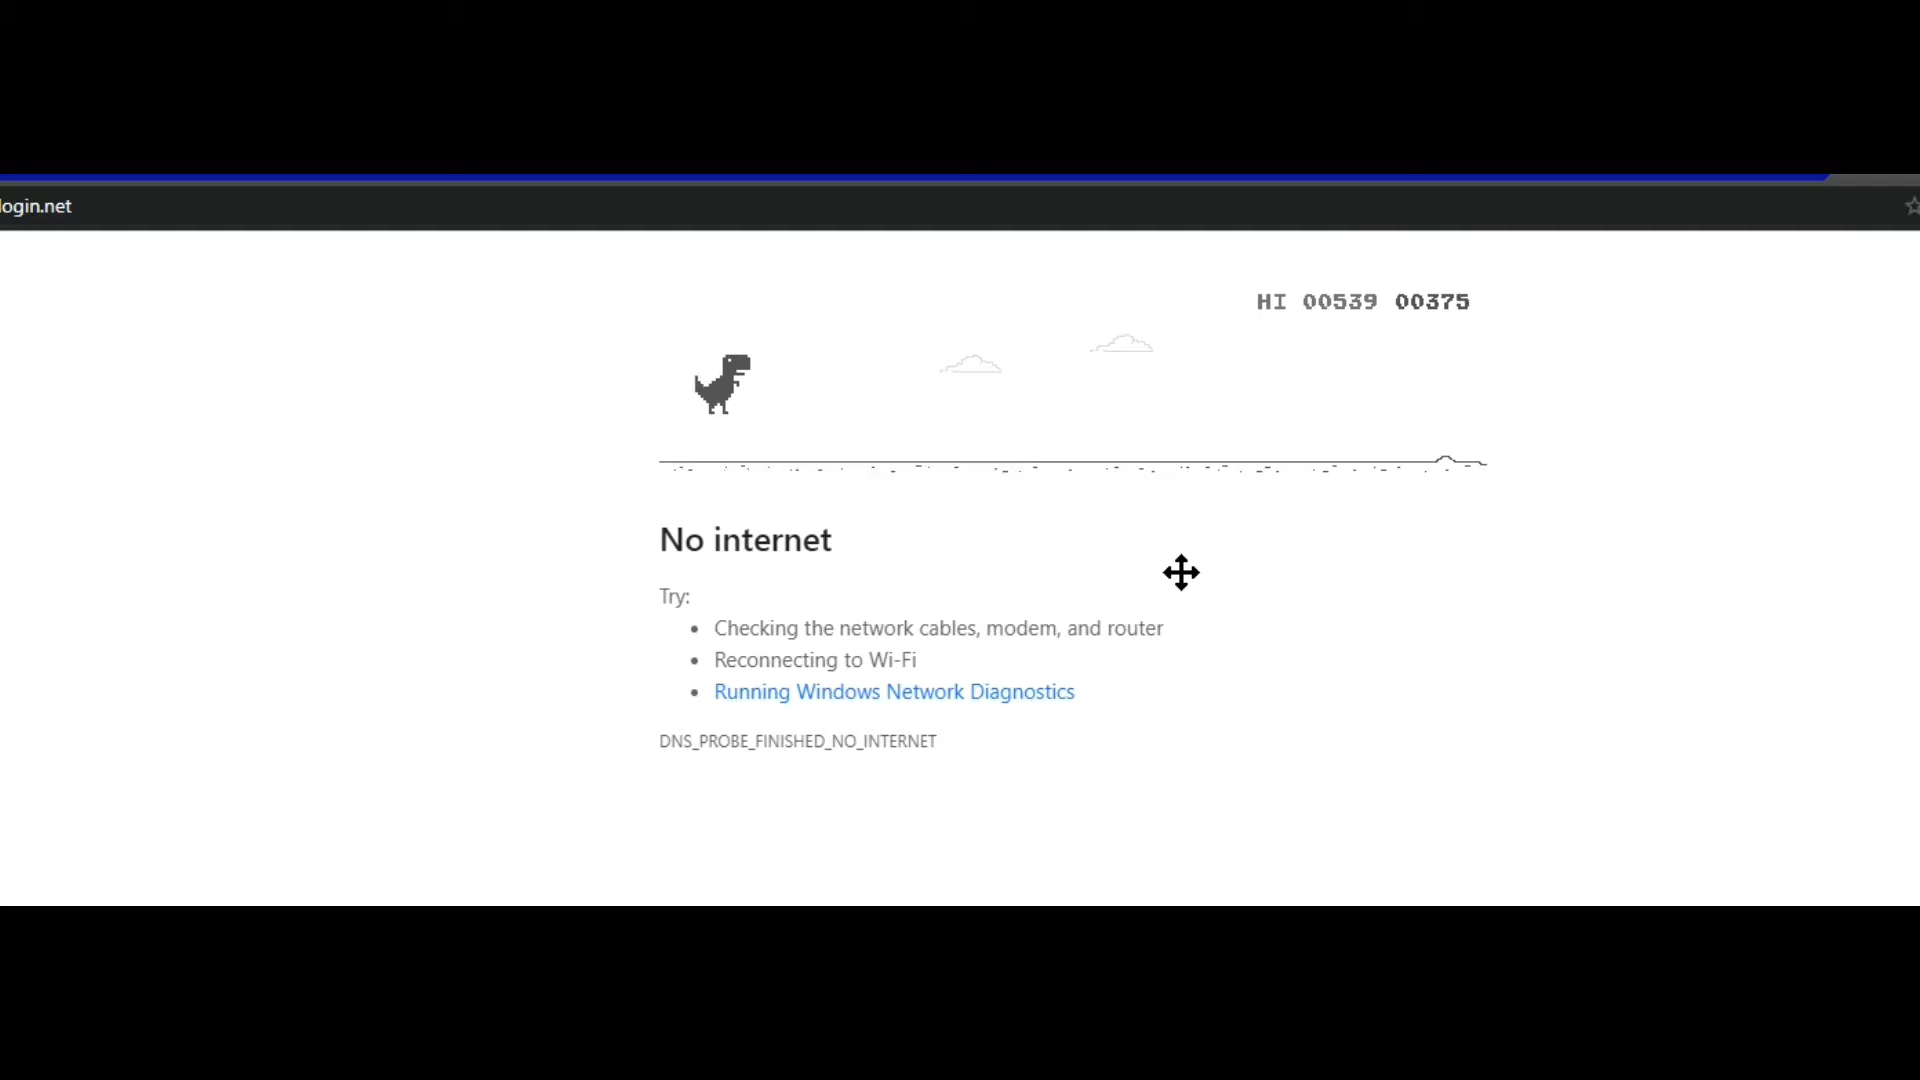 login.net
HI 00539 00375
No internet
Try:
Checking the network cables, modem, and router
Reconnecting to Wi-Fi
Running Windows Network Diagnostics
DNS_PROBE_FINISHED_NO_INTERNET